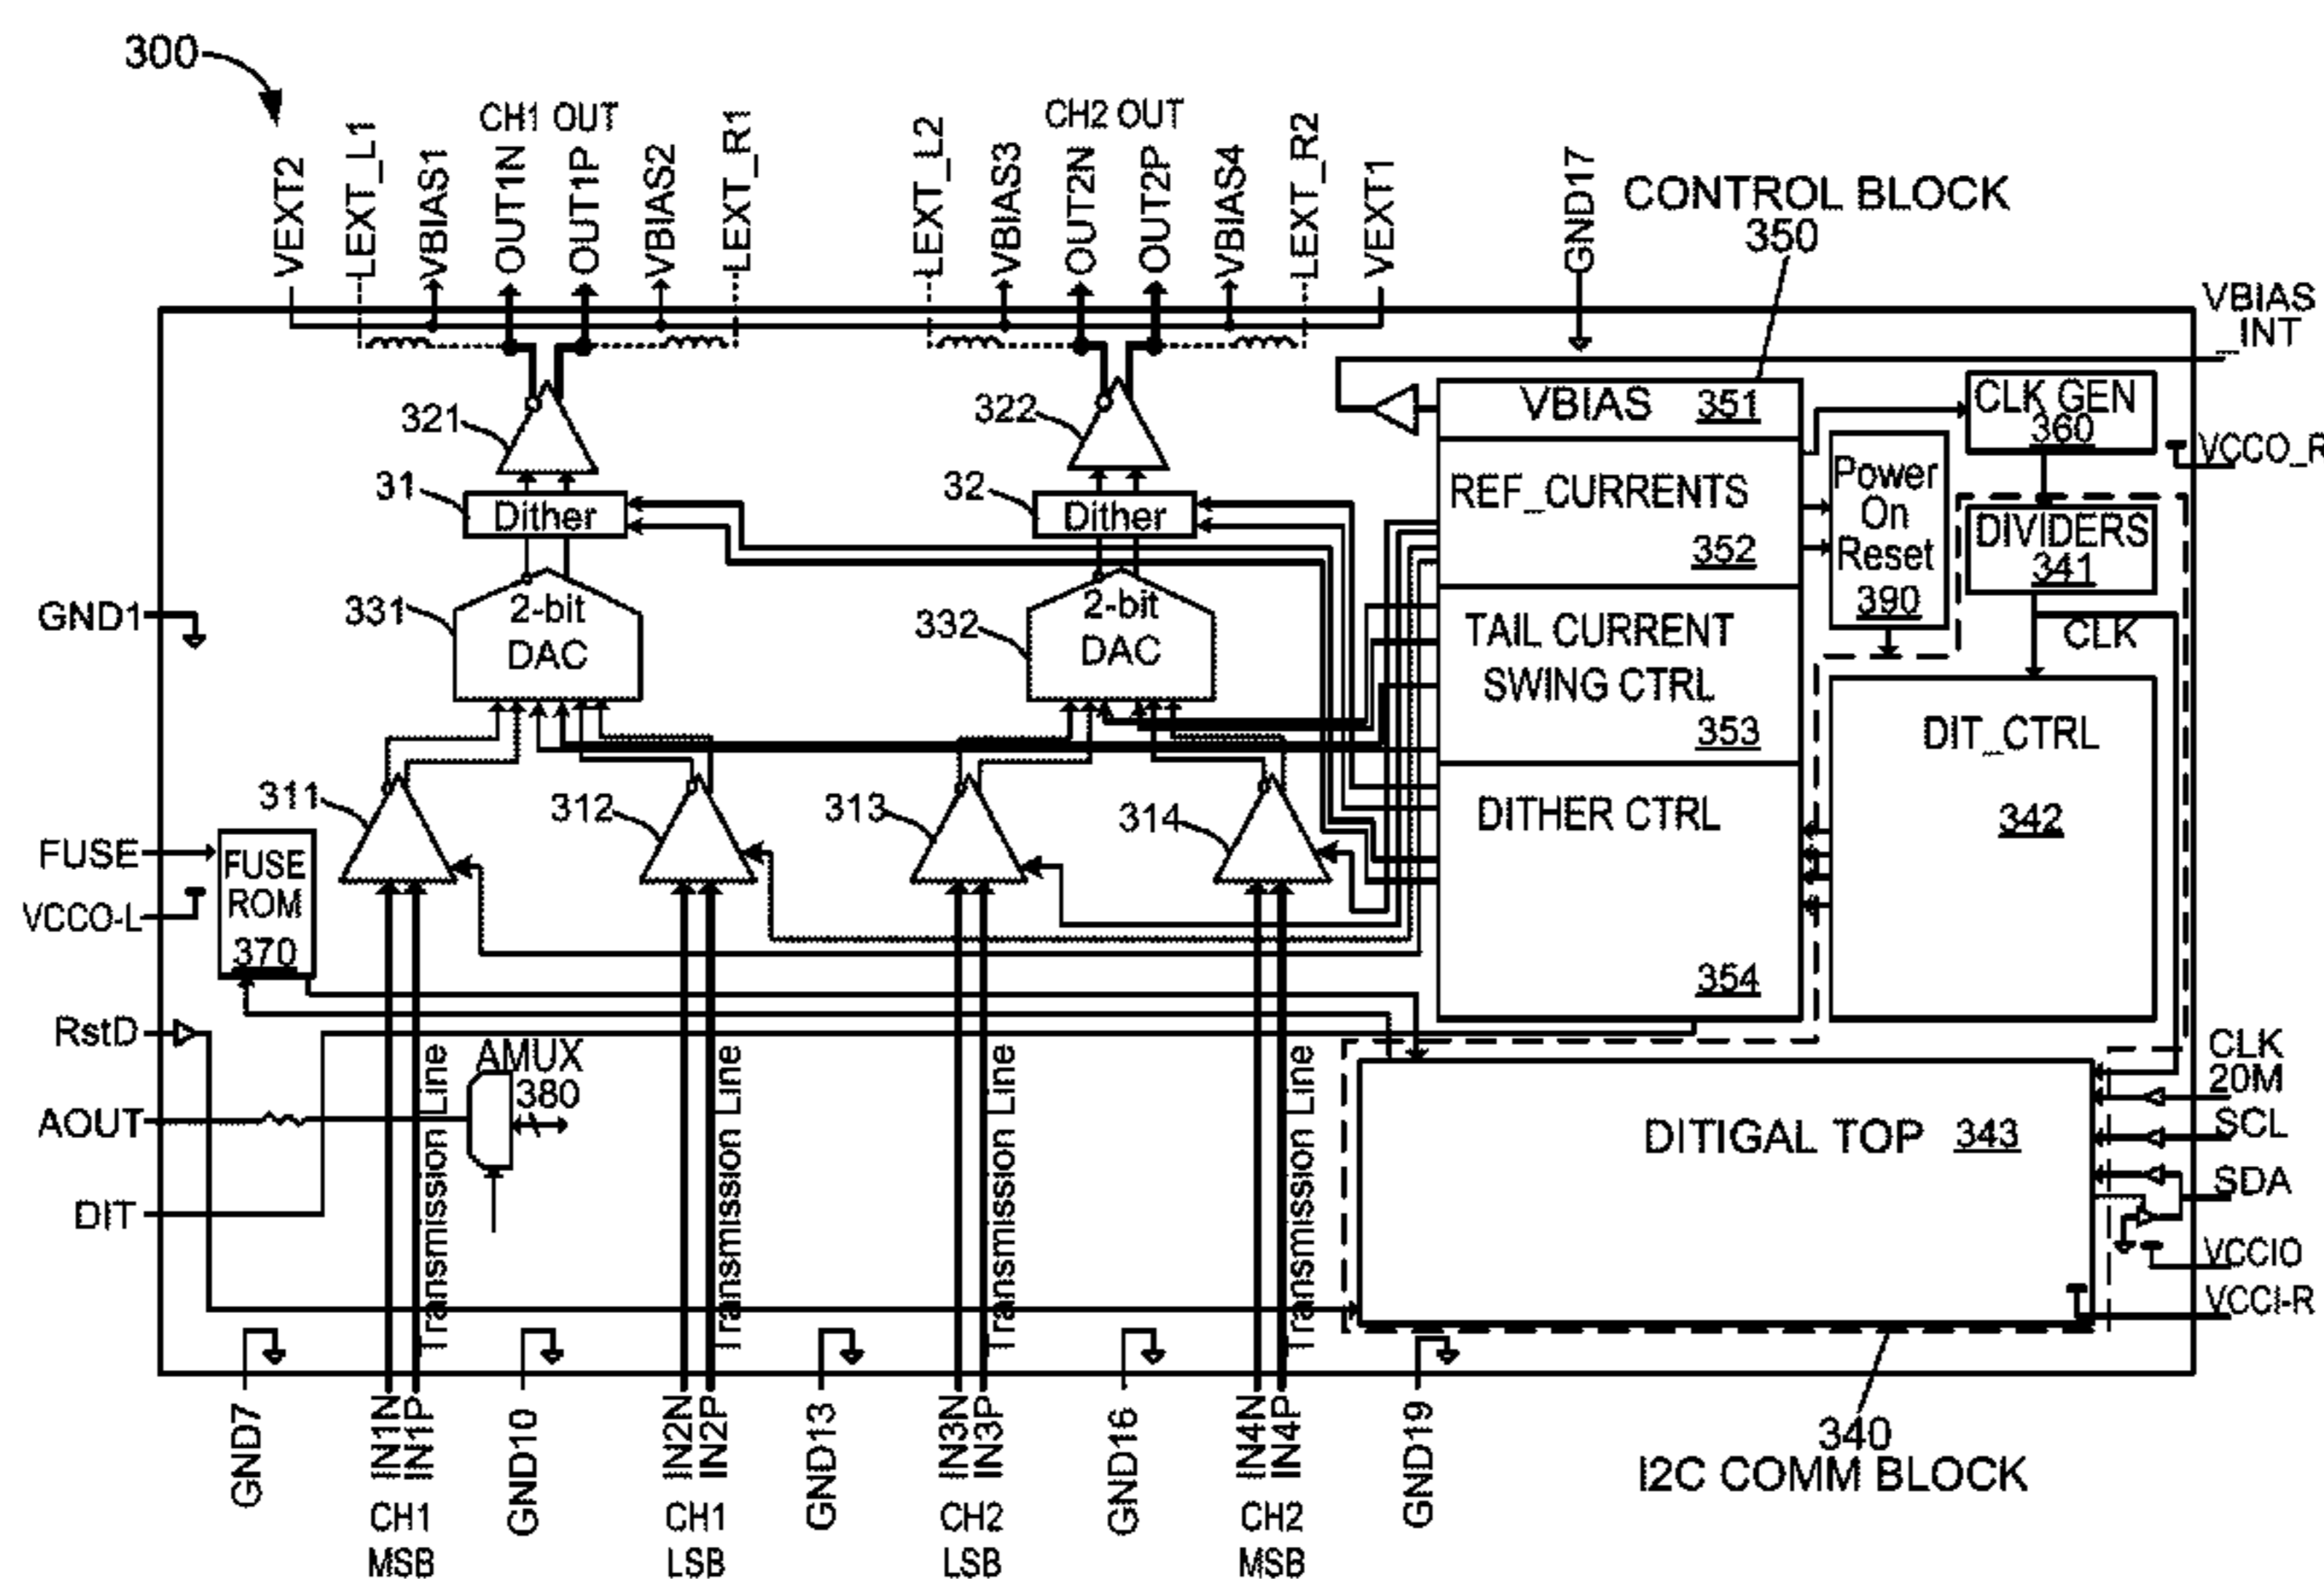 300
VEXT2
LEXT_L1
VBIAS1
CH1 OUT
OUT1N
OUT1P
VBIAS2
LEXT_R1
LEXT_L2
VBIAS3
CH2 OUT
OUT2N
OUT2P
VBIAS4
LEXT_R2
VEXT1
GND17
CONTROL BLOCK
350
VBIAS
_INT
321
322
VBIAS 351
CLK GEN
360
VCCO_R
31
Dither
32
Dither
REF_CURRENTS
352
Power
On
Reset
390
DIVIDERS
341
CLK
GND1
331
2-bit
DAC
332
2-bit
DAC
TAIL CURRENT
SWING CTRL
353
DIT_CTRL
342
311
312
313
314
DITHER CTRL
354
FUSE
VCCO-L
FUSE
ROM
370
RstD
AOUT
DIT
AMUX
380
Transmission Line
Transmission Line
Transmission Line
Transmission Line
DITIGAL TOP 343
CLK
20M
SCL
SDA
VCCIO
VCCI-R
GND7
IN1N
IN1P
CH1
MSB
GND10
IN2N
IN2P
CH1
LSB
GND13
IN3N
IN3P
CH2
LSB
GND16
IN4N
IN4P
CH2
MSB
GND19
340
I2C COMM BLOCK